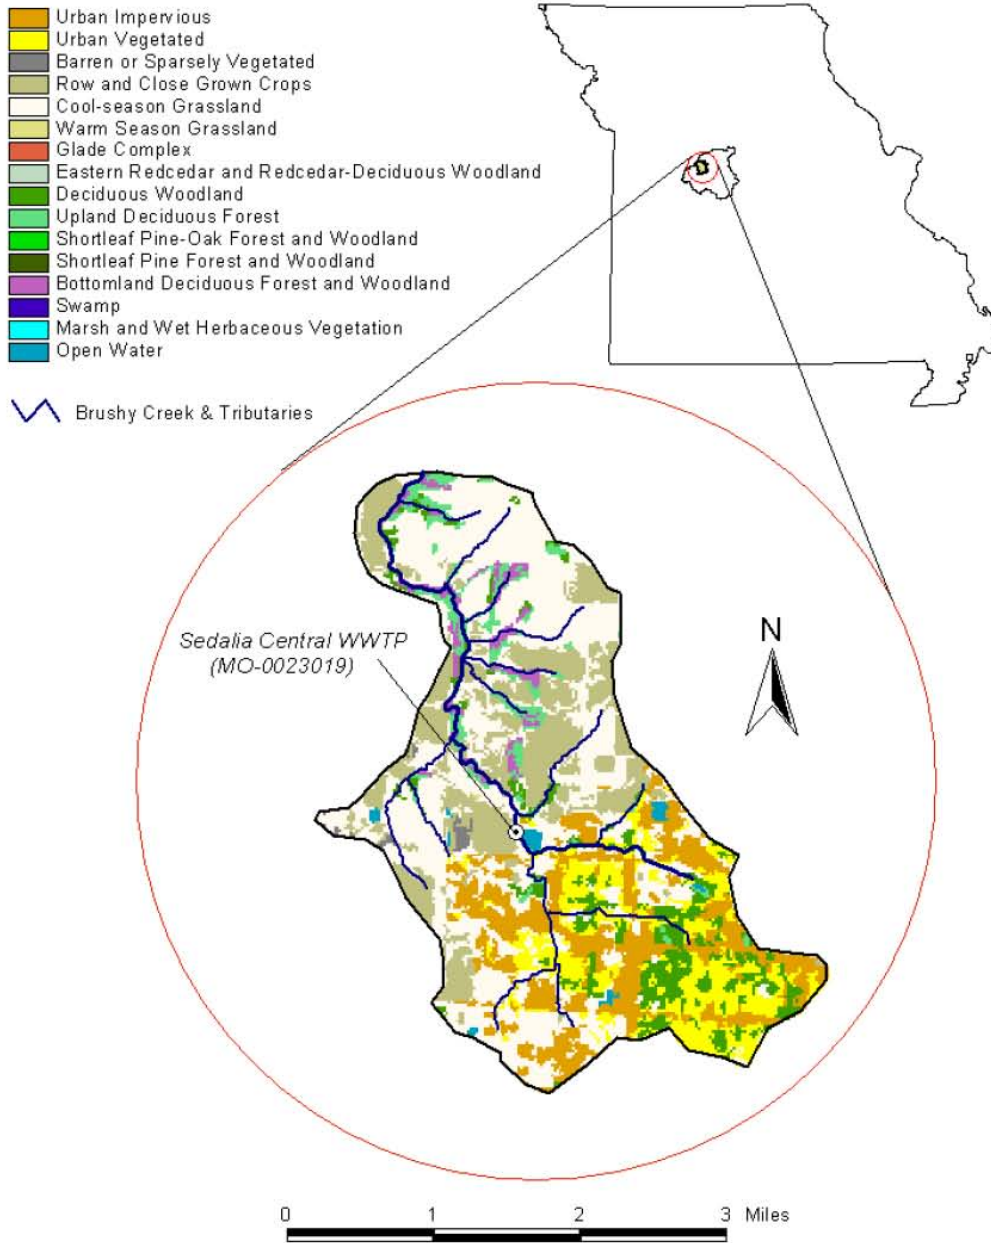 Urban Impervious
Urban Vegetated
Barren or Sparsely Vegetated
Row and Close Grown Crops
Cool-season Grassland
Warm Season Grassland
Glade Complex
Eastern Redcedar and Redcedar-Deciduous Woodland
Deciduous Woodland
Upland Deciduous Forest
Shortleaf Pine-Oak Forest and Woodland
Shortleaf Pine Forest and Woodland
Bottomland Deciduous Forest and Woodland
Swamp
Marsh and Wet Herbaceous Vegetation
Open Water
Brushy Creek & Tributaries
Sedalia Central WWTP
(MO-0023019)
N
0 1 2 3 Miles